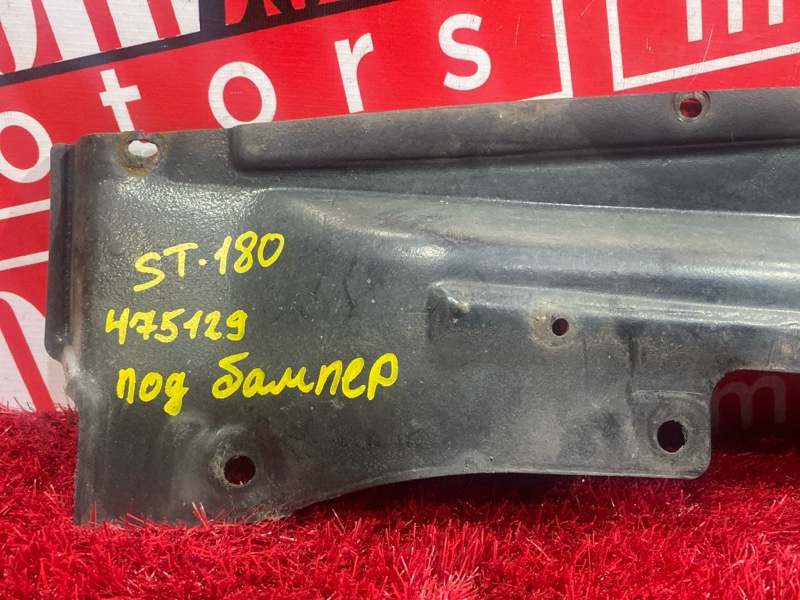 otors
ST-180
475129
под бампер